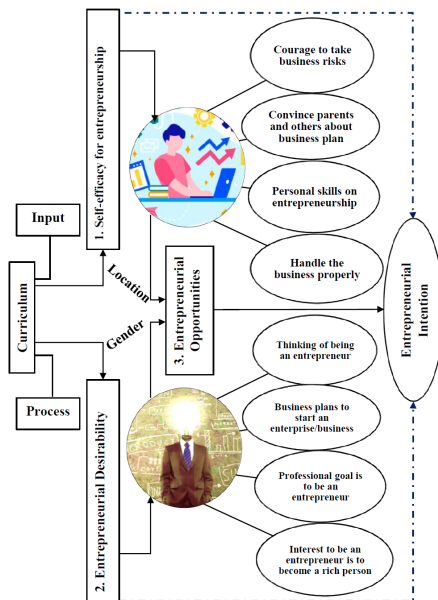 Input
Curriculum
Process
1. Self-efficacy for entrepreneurship
2. Entrepreneurial Desirability
Location
Gender
3. Entrepreneurial
Opportunities
Courage to take
business risks
Convince parents
and others about
business plan
Personal skills on
entrepreneurship
Handle the
business properly
Thinking of being
an entrepreneur
Business plans to
start an
enterprise/business
Professional goal is
to be an
entrepreneur
Interest to be an
entrepreneur is to
become a rich person
Entrepreneurial
Intention